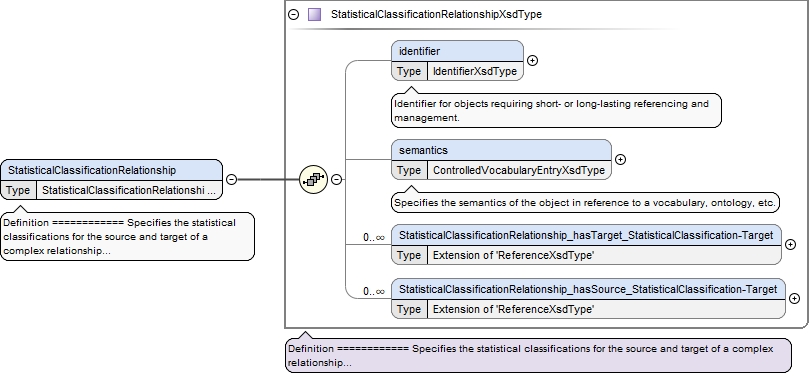 StatisticalClassificationRelationshipXsdType
identifier
Type IdentifierXsdType
Identifier for objects requiring short- or long-lasting referencing and
management.
semantics
Type ControlledVocabularyEntryXsdType
Specifies the semantics of the object in reference to a vocabulary, ontology, etc.
StatisticalClassificationRelationship
Type StatisticalClassificationRelationshi ...
Definition ============ Specifies the statistical
classifications for the source and target of a
complex relationship...
0..∞ StatisticalClassificationRelationship_hasTarget_StatisticalClassification-Target
Type Extension of 'ReferenceXsdType'
0..∞ StatisticalClassificationRelationship_hasSource_StatisticalClassification-Target
Type Extension of 'ReferenceXsdType'
Definition ============ Specifies the statistical classifications for the source and target of a complex
relationship...